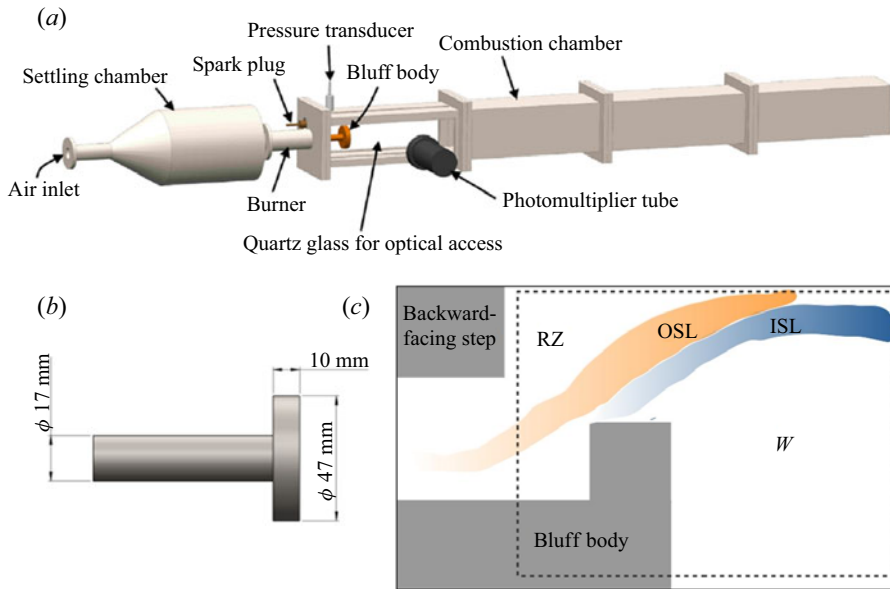 (a)
Pressure transducer
Combustion chamber
Spark plug
Bluff body
Settling chamber
Air inlet
Burner
Photomultiplier tube
Quartz glass for optical access
(b)
10 mm
ϕ 17 mm
ϕ 47 mm
(c)
Backward-
facing step
RZ
OSL
ISL
W
Bluff body